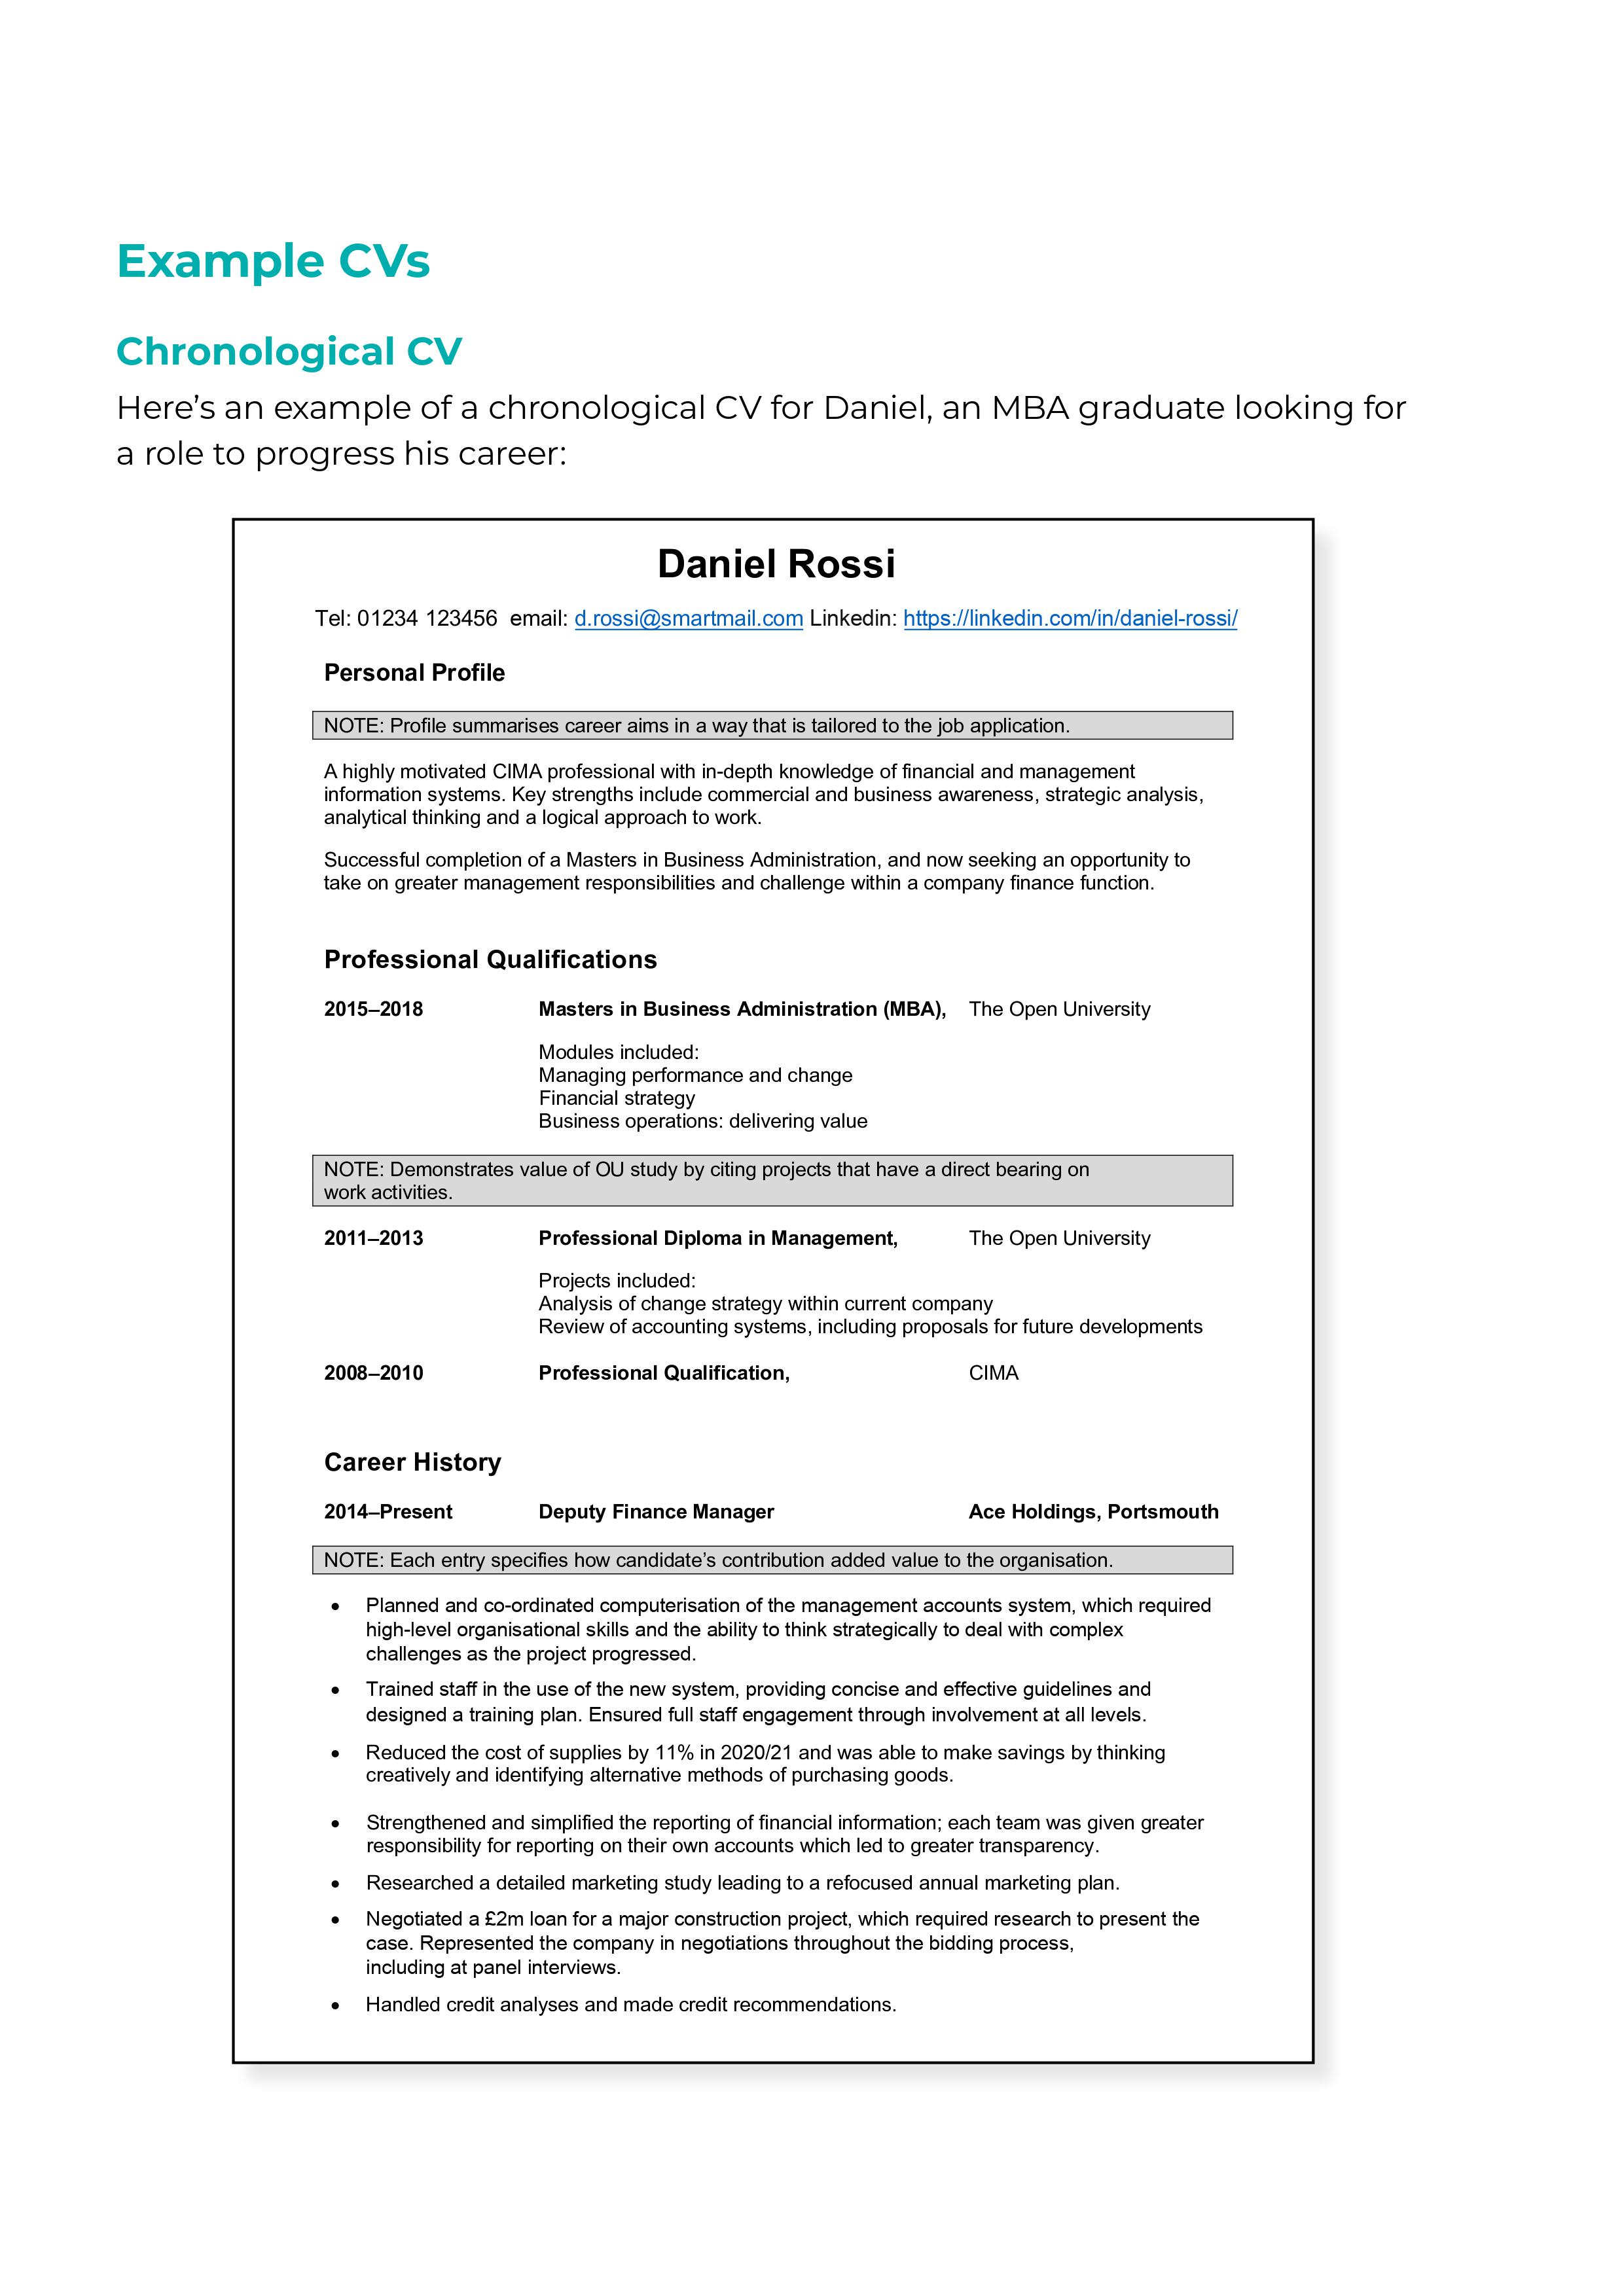 Example CVs
Chronological CV
Here’s an example of a chronological CV for Daniel, an MBA graduate looking for
a role to progress his career:
Daniel Rossi
Tel: 01234 123456  email: d.rossi@smartmail.com Linkedin: https://linkedin.com/in/daniel-rossi/
Personal Profile
NOTE: Profile summarises career aims in a way that is tailored to the job application.
A highly motivated CIMA professional with in-depth knowledge of financial and management
information systems. Key strengths include commercial and business awareness, strategic analysis,
analytical thinking and a logical approach to work.
Successful completion of a Masters in Business Administration, and now seeking an opportunity to
take on greater management responsibilities and challenge within a company finance function.
Professional Qualifications
2015–2018 Masters in Business Administration (MBA), The Open University
Modules included:
Managing performance and change
Financial strategy
Business operations: delivering value
NOTE: Demonstrates value of OU study by citing projects that have a direct bearing on
work activities.
2011–2013 Professional Diploma in Management, The Open University
Projects included:
Analysis of change strategy within current company
Review of accounting systems, including proposals for future developments
2008–2010 Professional Qualification, CIMA
Career History
2014–Present Deputy Finance Manager Ace Holdings, Portsmouth
NOTE: Each entry specifies how candidate’s contribution added value to the organisation.
• Planned and co-ordinated computerisation of the management accounts system, which required
high-level organisational skills and the ability to think strategically to deal with complex
challenges as the project progressed.
• Trained staff in the use of the new system, providing concise and effective guidelines and
designed a training plan. Ensured full staff engagement through involvement at all levels.
• Reduced the cost of supplies by 11% in 2020/21 and was able to make savings by thinking
creatively and identifying alternative methods of purchasing goods.
• Strengthened and simplified the reporting of financial information; each team was given greater
responsibility for reporting on their own accounts which led to greater transparency.
• Researched a detailed marketing study leading to a refocused annual marketing plan.
• Negotiated a £2m loan for a major construction project, which required research to present the
case. Represented the company in negotiations throughout the bidding process,
including at panel interviews.
• Handled credit analyses and made credit recommendations.